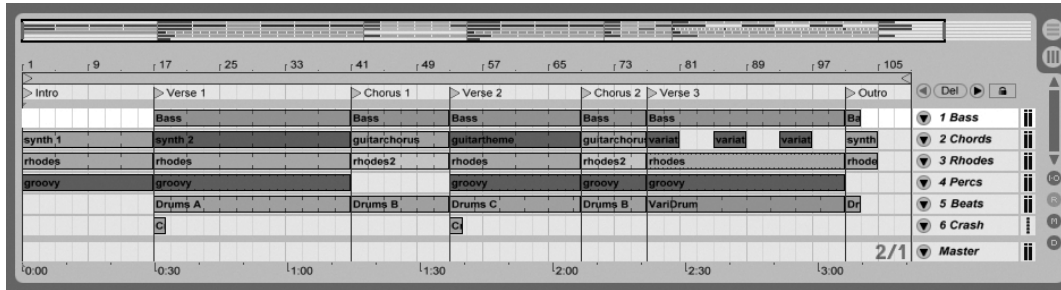 1 9 17 25 33 41 49 57 65 73 81 89 97 105
Intro Verse 1 Chorus 1 Verse 2 Chorus 2 Verse 3 Outro Del
Bass Bass Bass Bass Bass Ba 1 Bass
synth 1 synth 2 guitarchorus guitartheme guitarchorus variat variat variat synth 2 Chords
rhodes rhodes rhodes2 rhodes rhodes2 rhodes rhode 3 Rhodes
groovy groovy groovy groovy groovy 4 Percs
Drums A Drums B Drums C Drums B VariDrum Dr 5 Beats
C C 6 Crash
2/1 Master
0:00 0:30 1:00 1:30 2:00 2:30 3:00
I·O
R
M
D